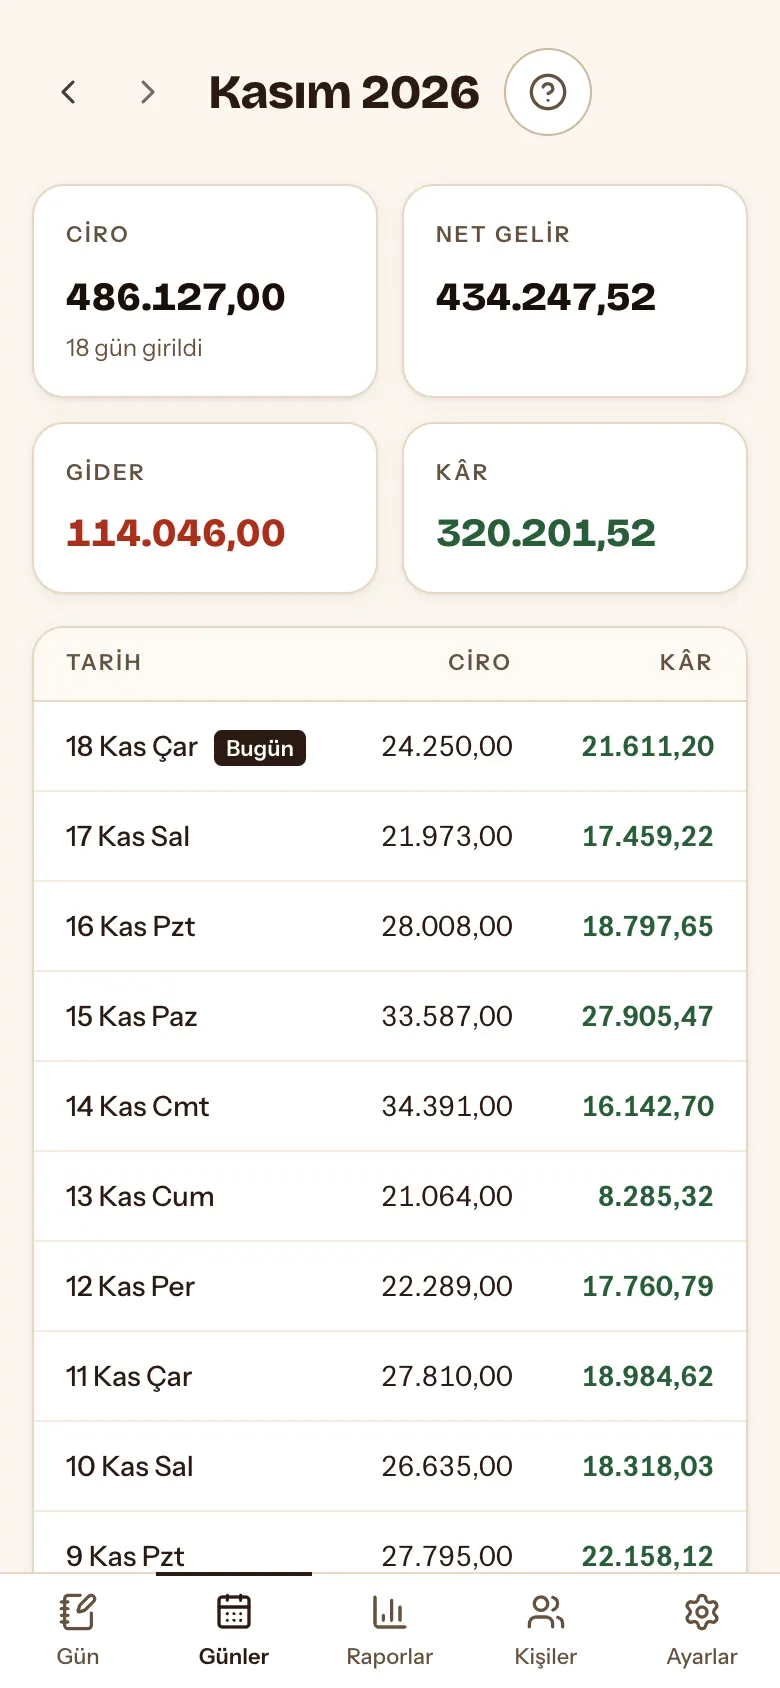 Kasım 2026
CİRO
486.127,00
18 gün girildi
NET GELİR
434.247,52
GİDER
114.046,00
KÂR
320.201,52
TARİH CİRO KÂR
18 Kas Çar Bugün 24.250,00 21.611,20
17 Kas Sal 21.973,00 17.459,22
16 Kas Pzt 28.008,00 18.797,65
15 Kas Paz 33.587,00 27.905,47
14 Kas Cmt 34.391,00 16.142,70
13 Kas Cum 21.064,00 8.285,32
12 Kas Per 22.289,00 17.760,79
11 Kas Çar 27.810,00 18.984,62
10 Kas Sal 26.635,00 18.318,03
9 Kas Pzt 27.795,00 22.158,12
Gün Günler Raporlar Kişiler Ayarlar